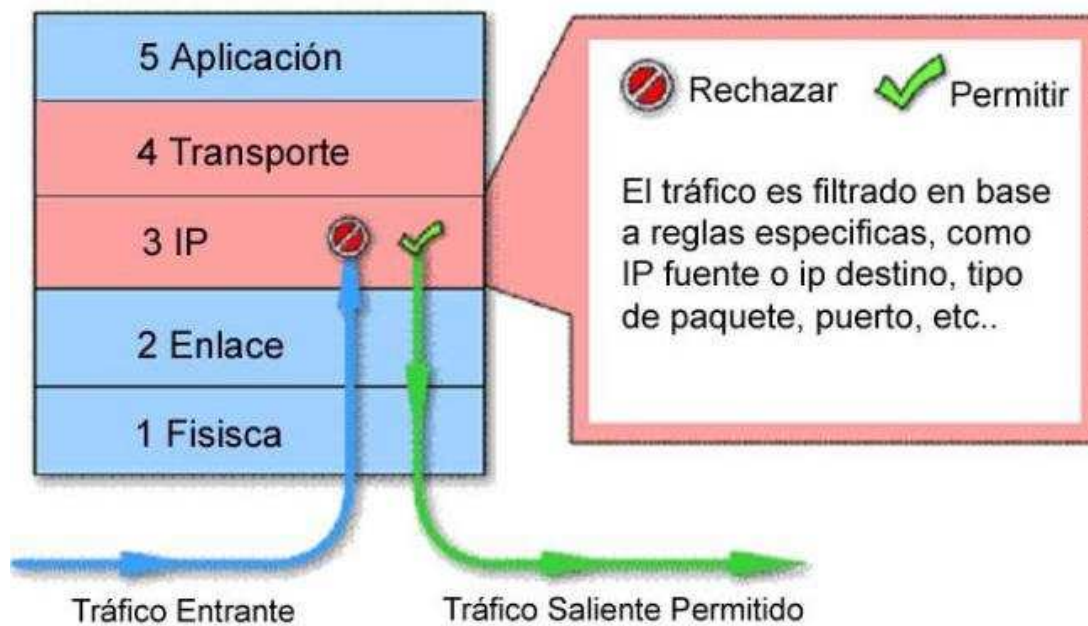 5 Aplicación
4 Transporte
3 IP
2 Enlace
1 Fisisca
Rechazar
Permitir
El tráfico es filtrado en base
a reglas especificas, como
IP fuente o ip destino, tipo
de paquete, puerto, etc..
Tráfico Entrante
Tráfico Saliente Permitido